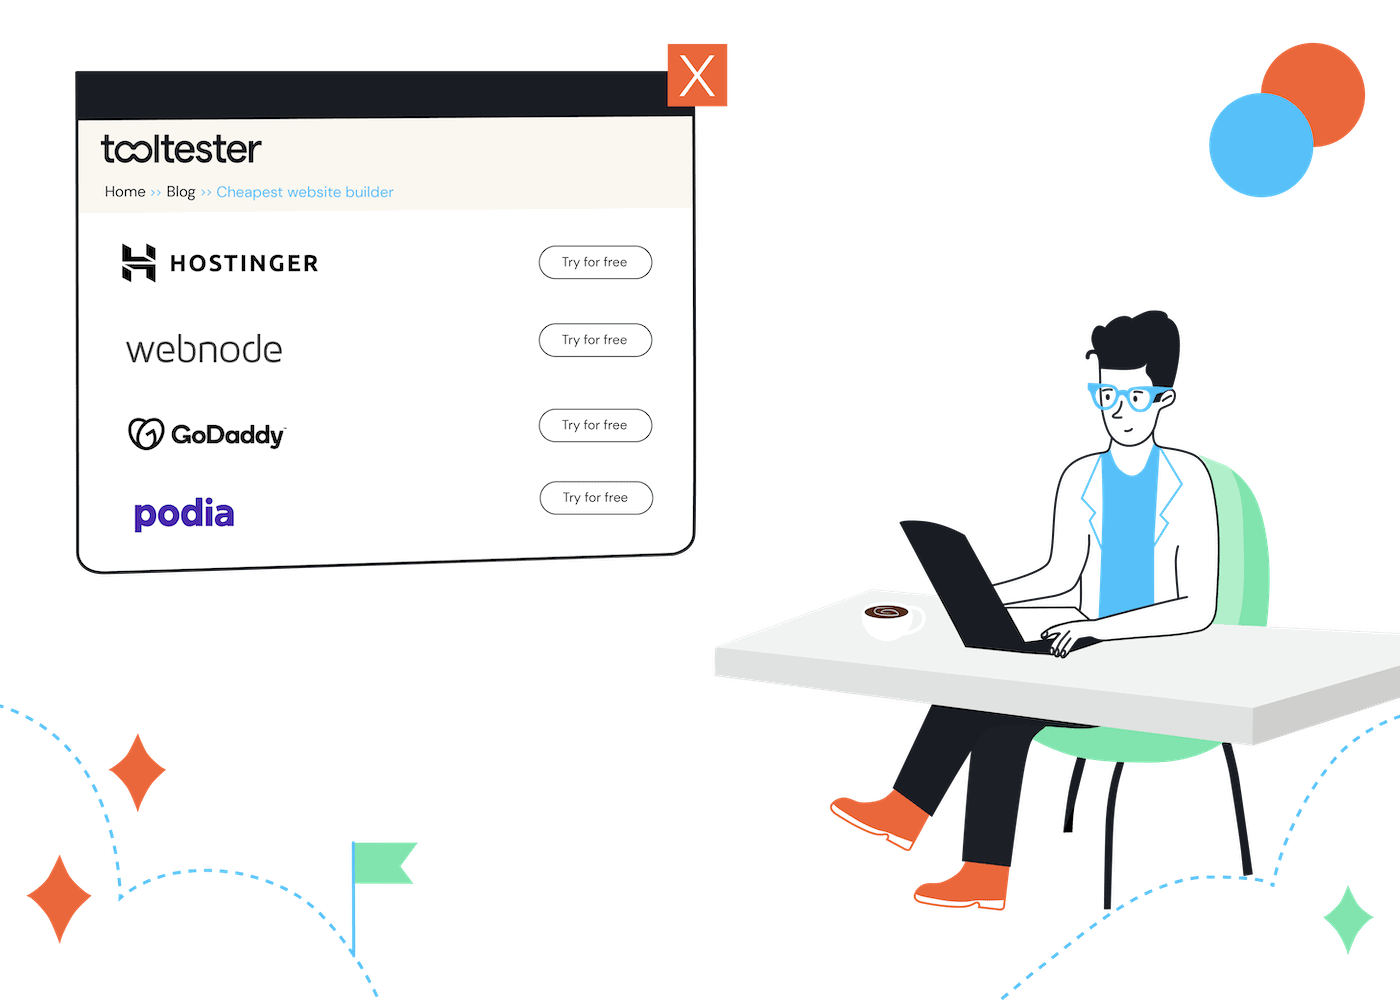 X
tooltester
Home >> Blog >> Cheapest website builder
HOSTINGER Try for free
webnode Try for free
GoDaddy™ Try for free
podia Try for free